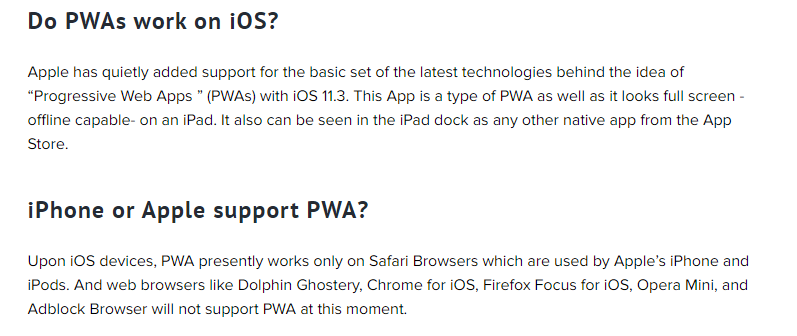 Do PWAs work on iOS?
Apple has quietly added support for the basic set of the latest technologies behind the idea of
“Progressive Web Apps ” (PWAs) with iOS 11.3. This App is a type of PWA as well as it looks full screen -
offline capable- on an iPad. It also can be seen in the iPad dock as any other native app from the App
Store.
iPhone or Apple support PWA?
Upon iOS devices, PWA presently works only on Safari Browsers which are used by Apple’s iPhone and
iPods. And web browsers like Dolphin Ghostery, Chrome for iOS, Firefox Focus for iOS, Opera Mini, and
Adblock Browser will not support PWA at this moment.